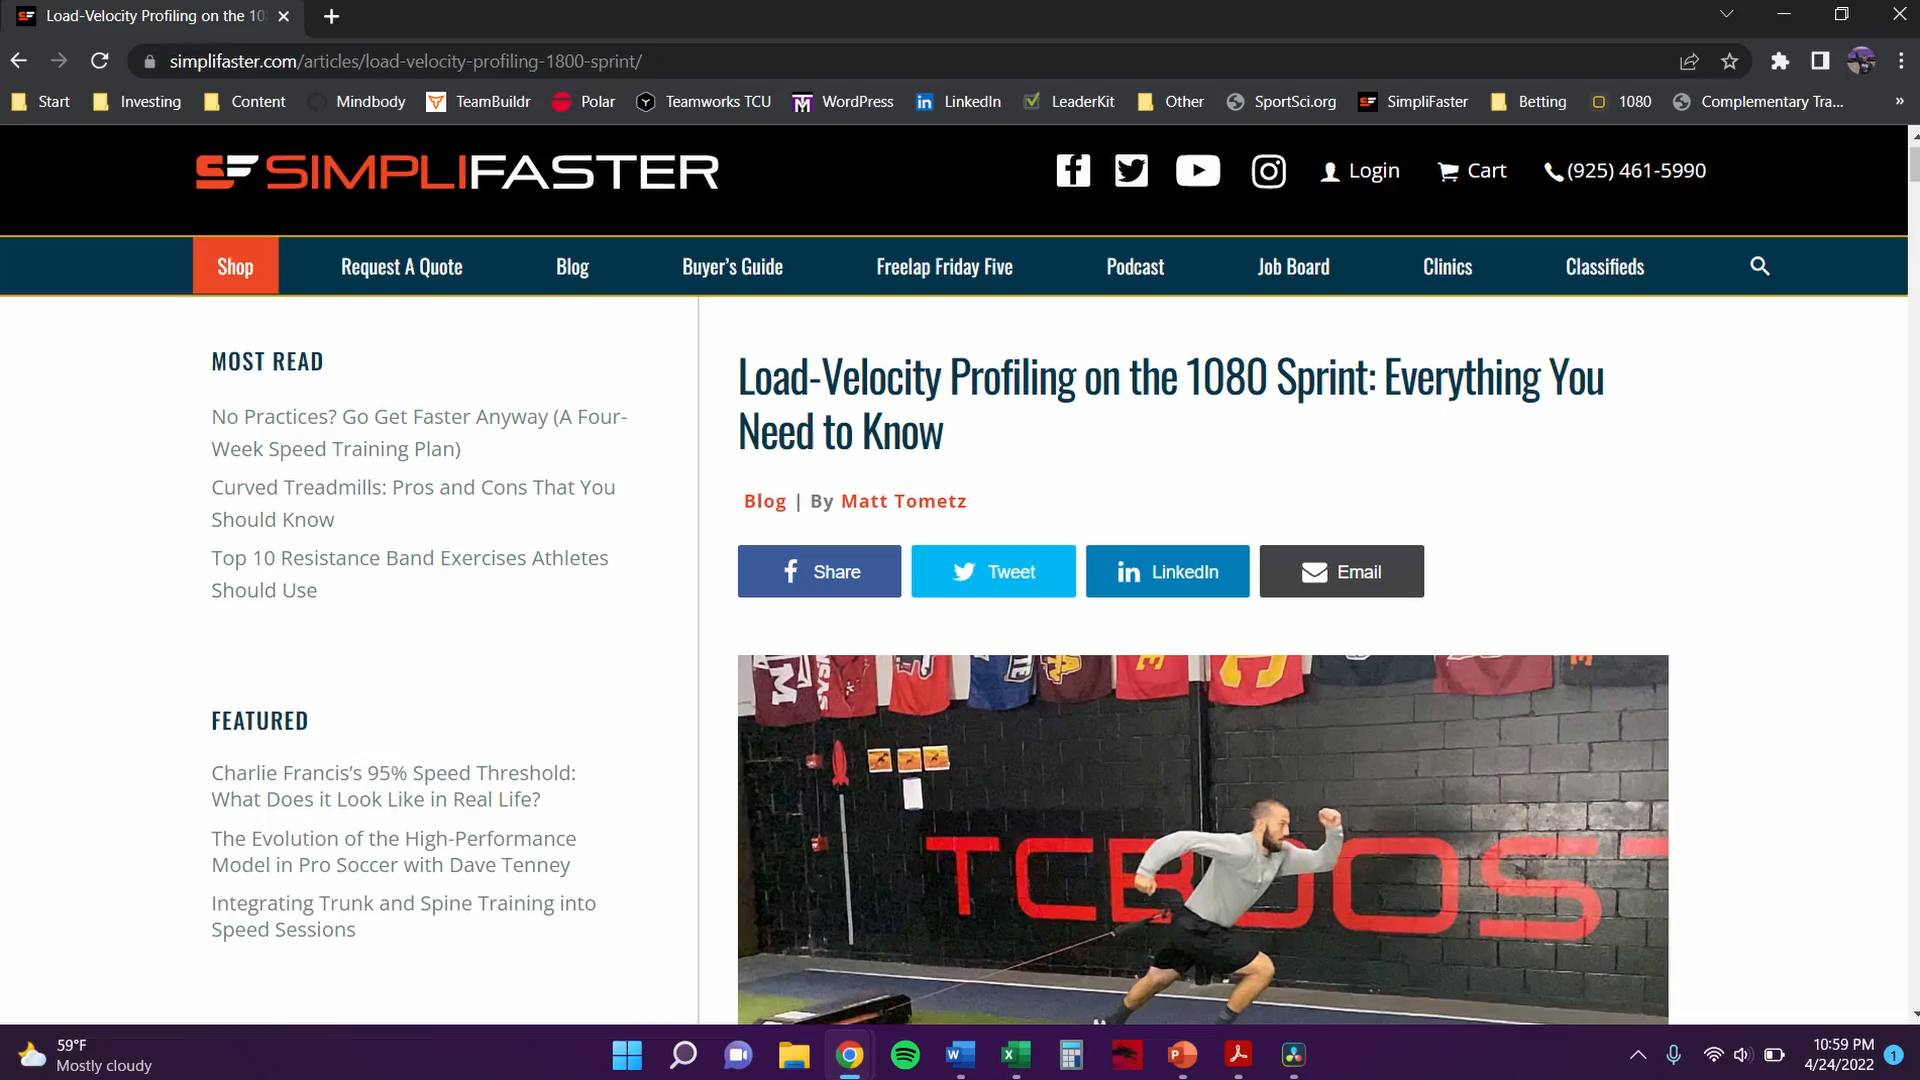 Load-Velocity Profiling on the 10
simplifaster.com/articles/load-velocity-profiling-1800-sprint/
Start Investing Content Mindbody TeamBuildr Polar Teamworks TCU WordPress LinkedIn LeaderKit Other SportSci.org SimpliFaster Betting 1080 Complementary Tra... »
SIMPLIFASTER Login Cart (925) 461-5990
Shop Request A Quote Blog Buyer's Guide Freelap Friday Five Podcast Job Board Clinics Classifieds
MOST READ
No Practices? Go Get Faster Anyway (A Four-
Week Speed Training Plan)
Curved Treadmills: Pros and Cons That You
Should Know
Top 10 Resistance Band Exercises Athletes
Should Use
FEATURED
Charlie Francis's 95% Speed Threshold:
What Does it Look Like in Real Life?
The Evolution of the High-Performance
Model in Pro Soccer with Dave Tenney
Integrating Trunk and Spine Training into
Speed Sessions
Load-Velocity Profiling on the 1080 Sprint: Everything You
Need to Know
Blog | By Matt Tometz
Share Tweet LinkedIn Email
TCBOOST
59°F
Mostly cloudy
10:59 PM
4/24/2022
1